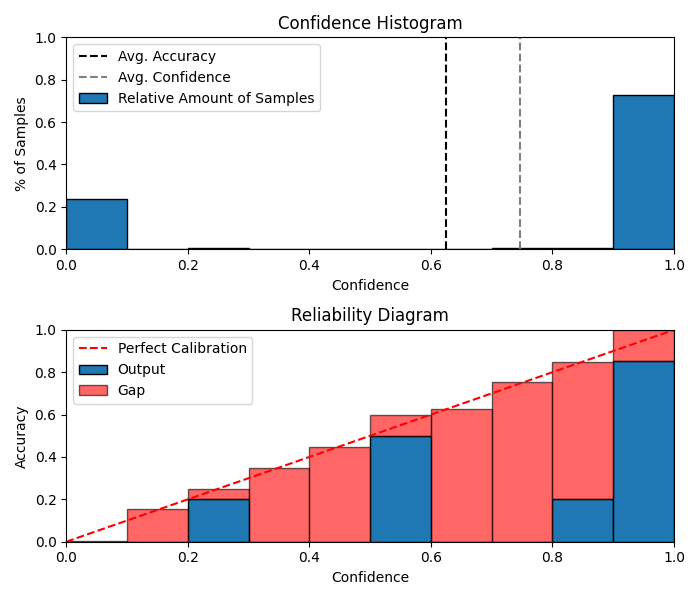 Confidence Histogram
1.0
0.8
0.6
0.4
0.2
0.0
% of Samples
Avg. Accuracy
Avg. Confidence
Relative Amount of Samples
0.0 0.2 0.4 0.6 0.8 1.0
Confidence
Reliability Diagram
1.0
0.8
0.6
0.4
0.2
0.0
Accuracy
Perfect Calibration
Output
Gap
0.0 0.2 0.4 0.6 0.8 1.0
Confidence